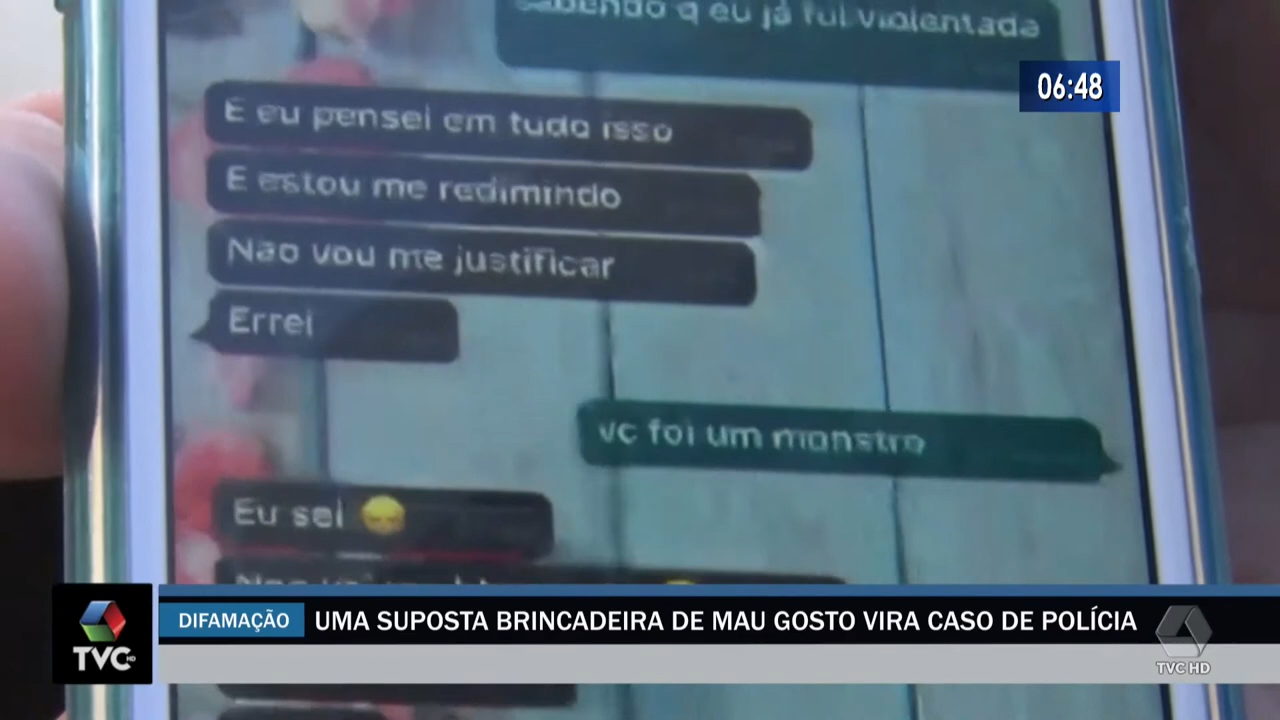 sabendo q eu já fui violentada
06:48
E eu pensei em tudo isso
E estou me redimindo
Não vou me justificar
Errei
vc foi um monstro
Eu sei
DIFAMAÇÃO
UMA SUPOSTA BRINCADEIRA DE MAU GOSTO VIRA CASO DE POLÍCIA
TVC HD
TVC HD